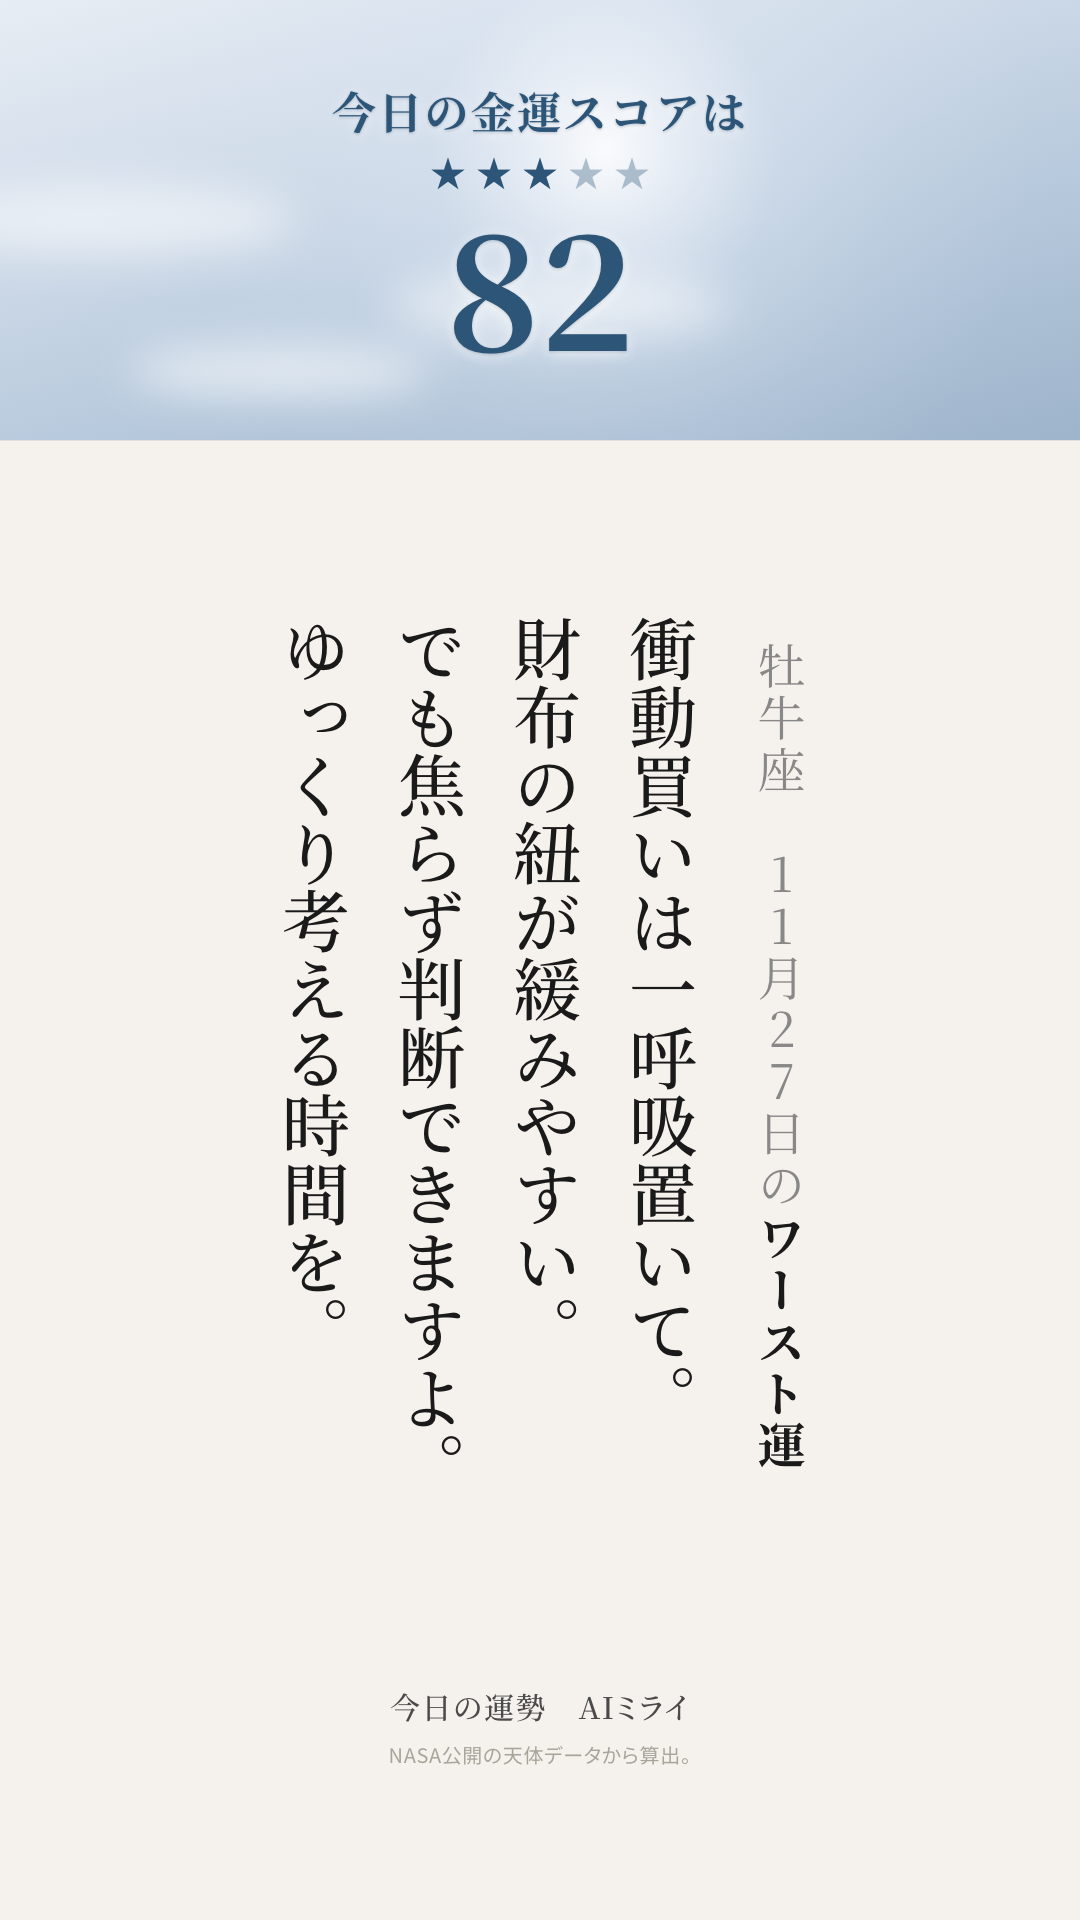 今日の金運スコアは
★★★★★
82
牡牛座　11月27日のワースト運
衝動買いは一呼吸置いて。
財布の紐が緩みやすい。
でも焦らず判断できますよ。
ゆっくり考える時間を。
今日の運勢　AIミライ
NASA公開の天体データから算出。